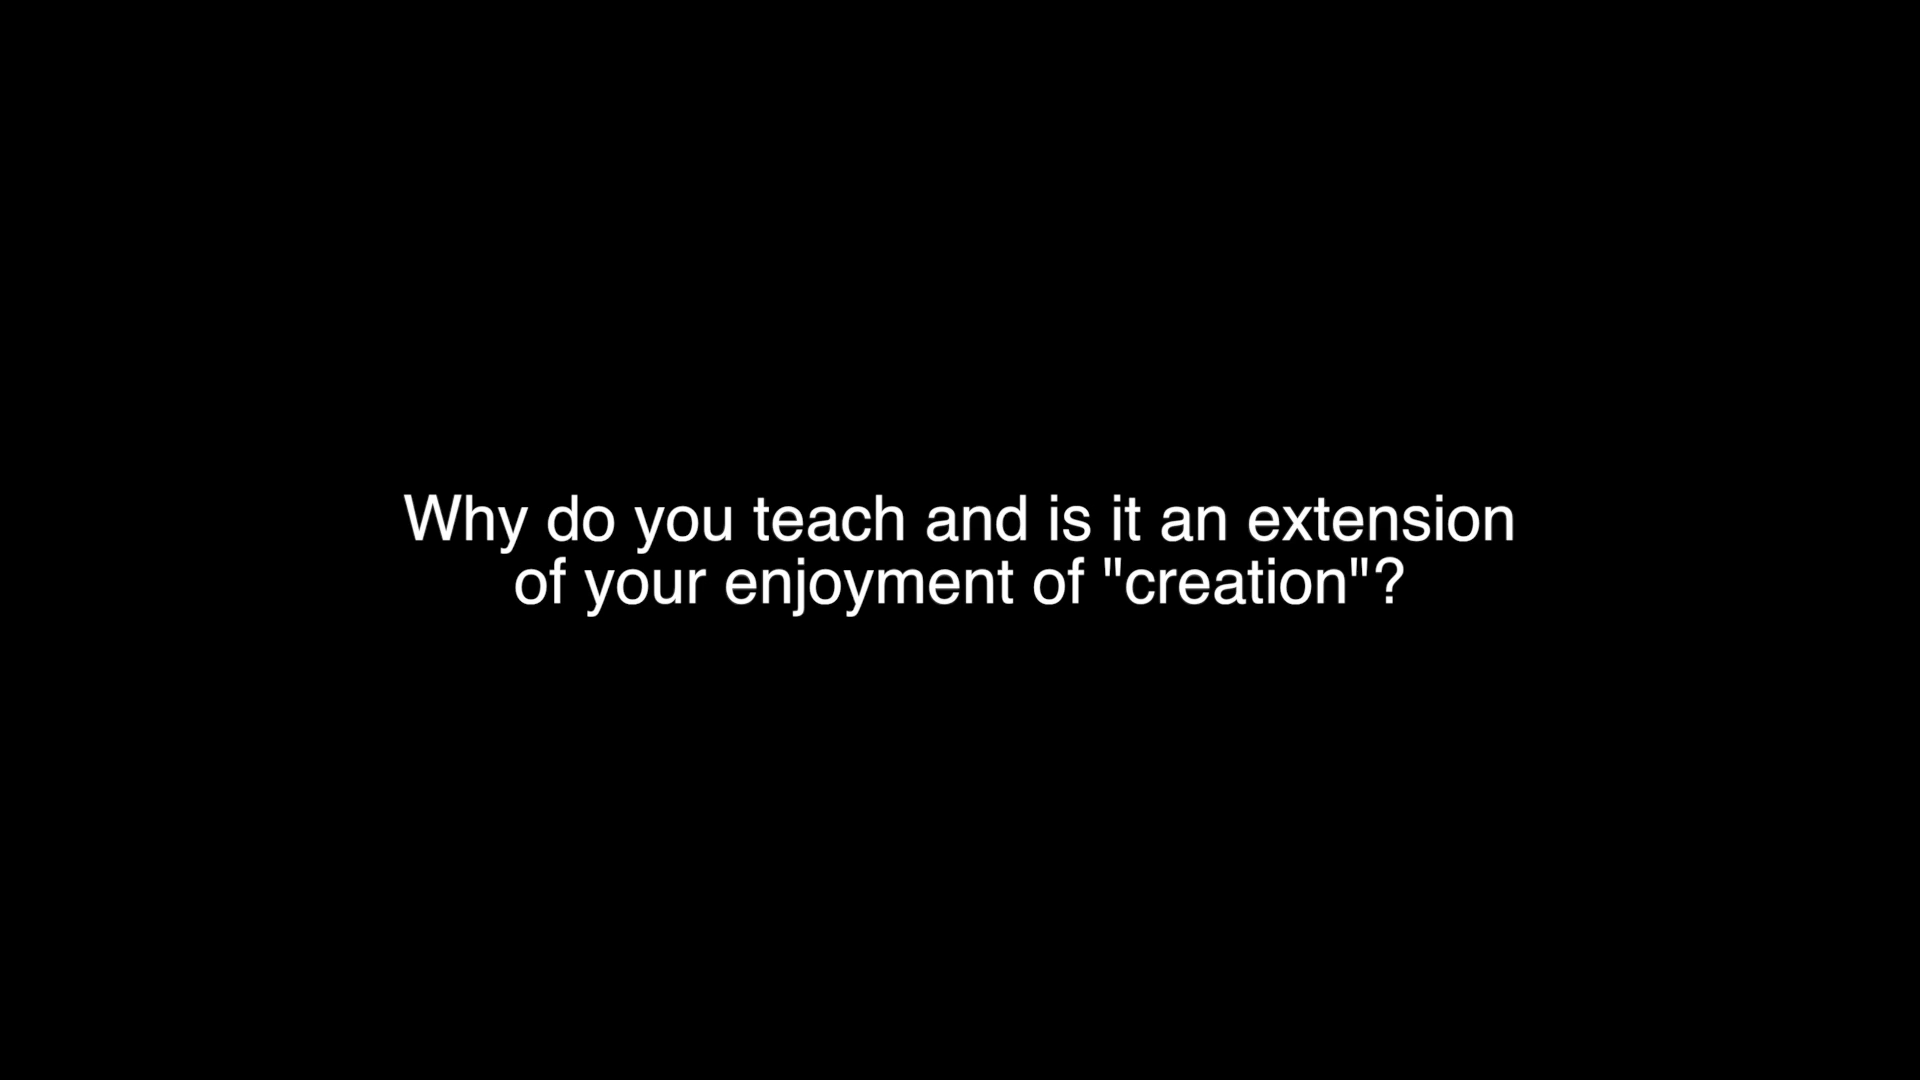 Why do you teach and is it an extension
of your enjoyment of "creation"?